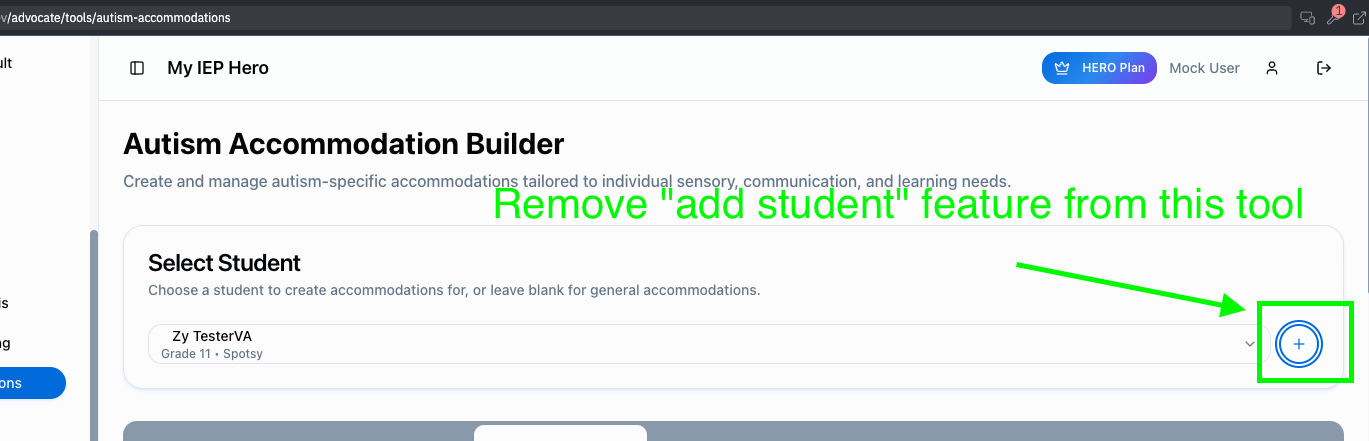 v/advocate/tools/autism-accommodations
1
ult
My IEP Hero
HERO Plan
Mock User
Autism Accommodation Builder
Create and manage autism-specific accommodations tailored to individual sensory, communication, and learning needs.
Remove "add student" feature from this tool
Select Student
Choose a student to create accommodations for, or leave blank for general accommodations.
is
Zy TesterVA
ng
Grade 11 • Spotsy
ons